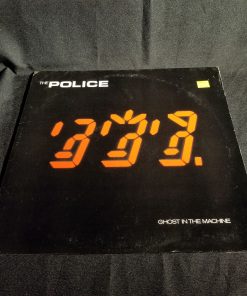 THE POLICE
GHOST IN THE MACHINE